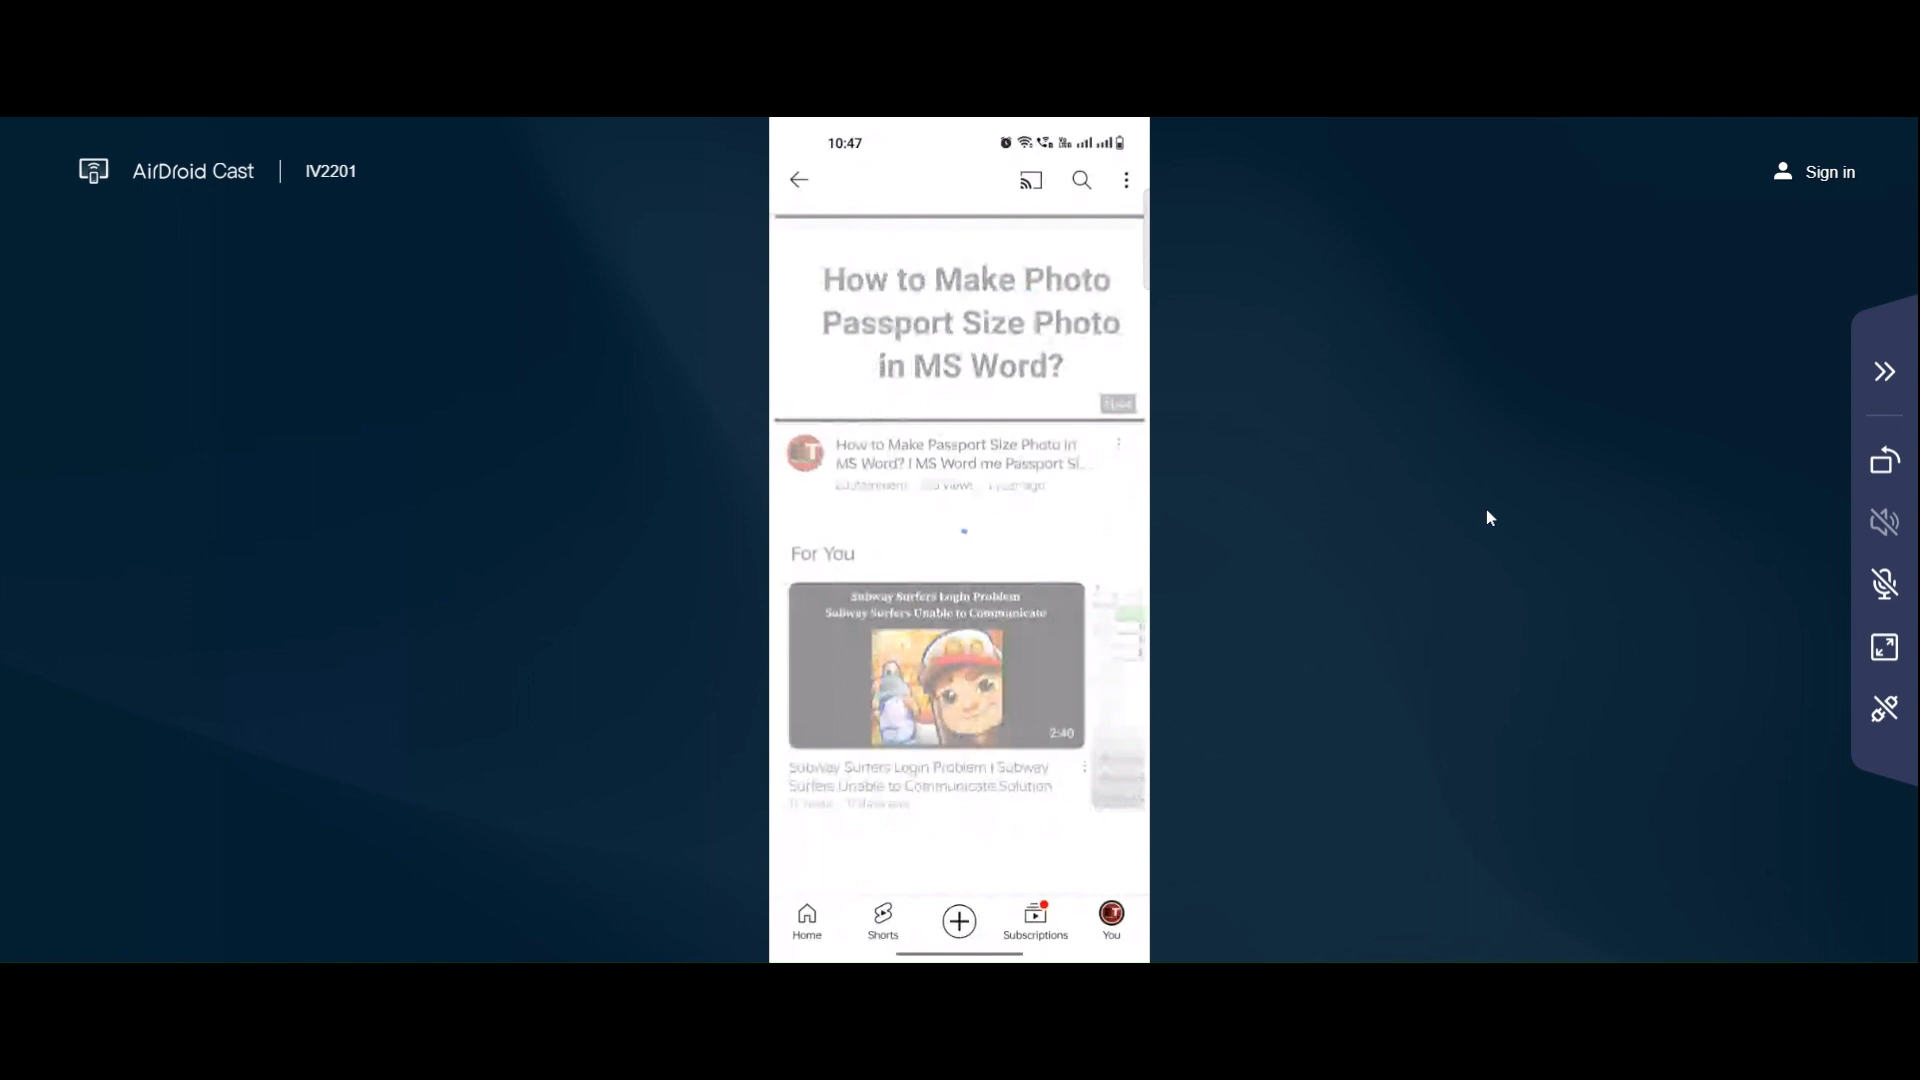 10:47
AirDroid Cast | IV2201
Sign in
How to Make Photo
Passport Size Photo
in MS Word?
How to Make Passport Size Photo in
MS Word? | MS Word me Passport Si...
views
For You
Subway Surfers Login Problem
Subway Surfers Unable to Communicate
2:40
Subway Surfers Login Problem | Subway
Surfers Unable to Communicate Solution
Home
Shorts
Subscriptions
You